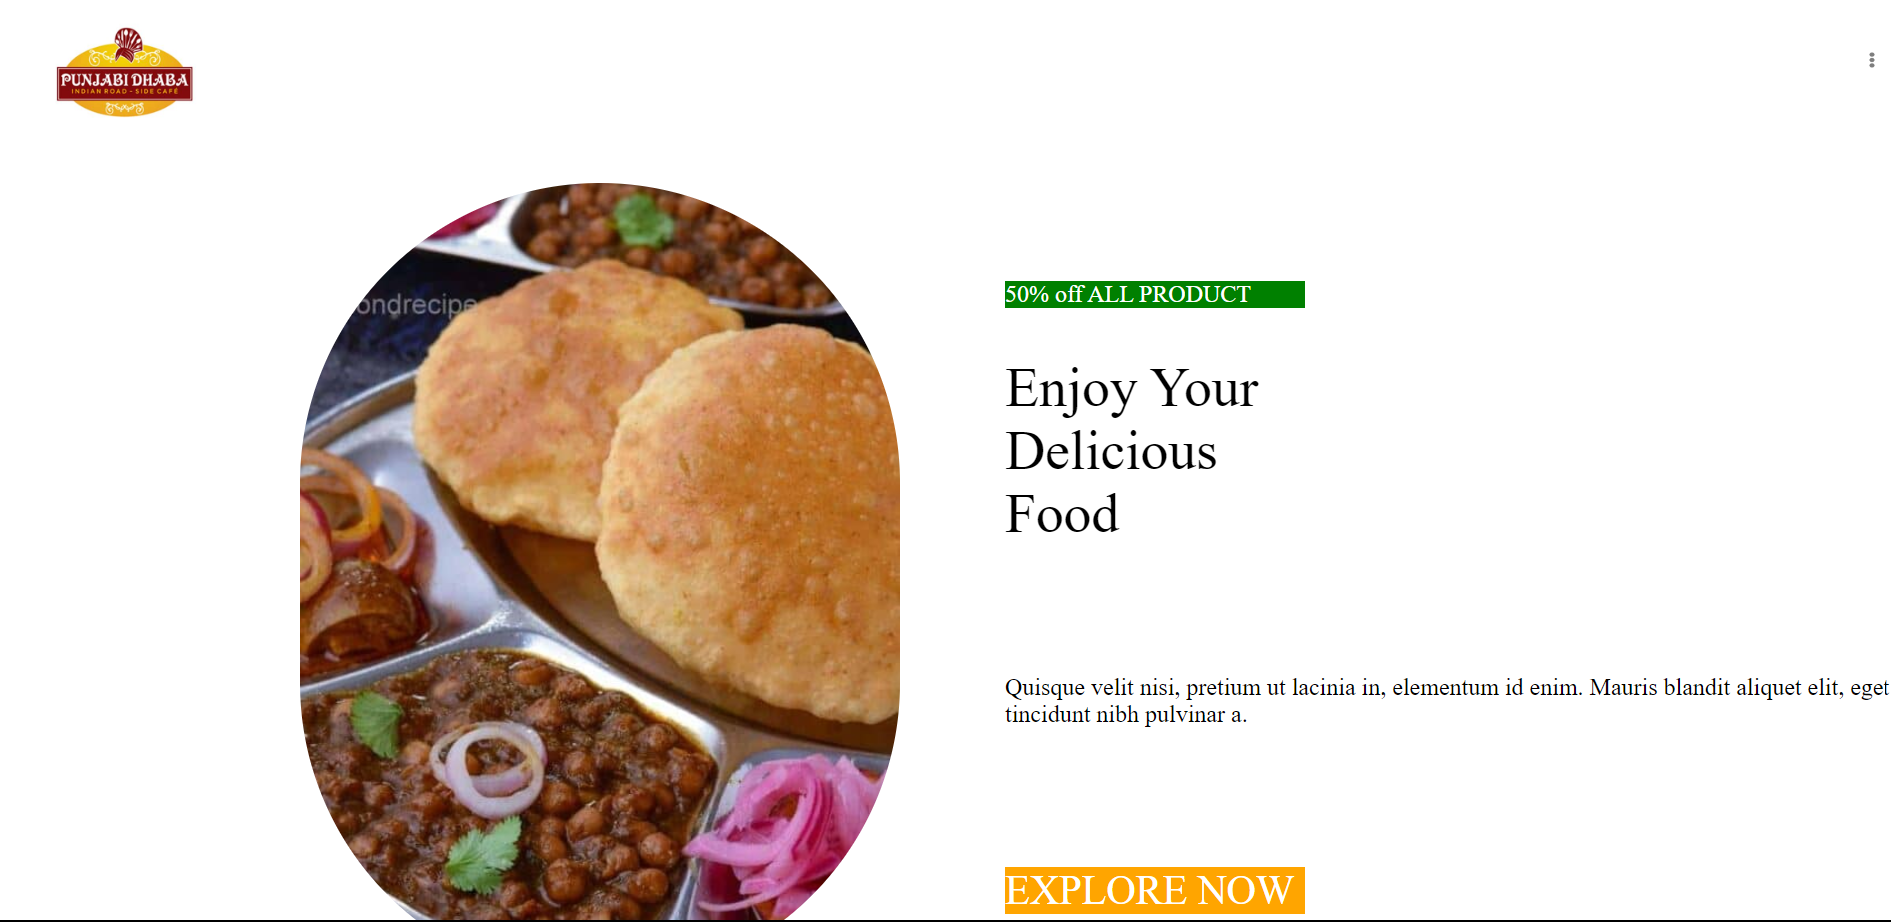 PUNJABI DHABA
INDIAN ROAD - SIDE CAFÉ
ondrecipe
50% off ALL PRODUCT
Enjoy Your
Delicious
Food
Quisque velit nisi, pretium ut lacinia in, elementum id enim. Mauris blandit aliquet elit, eget
tincidunt nibh pulvinar a.
EXPLORE NOW